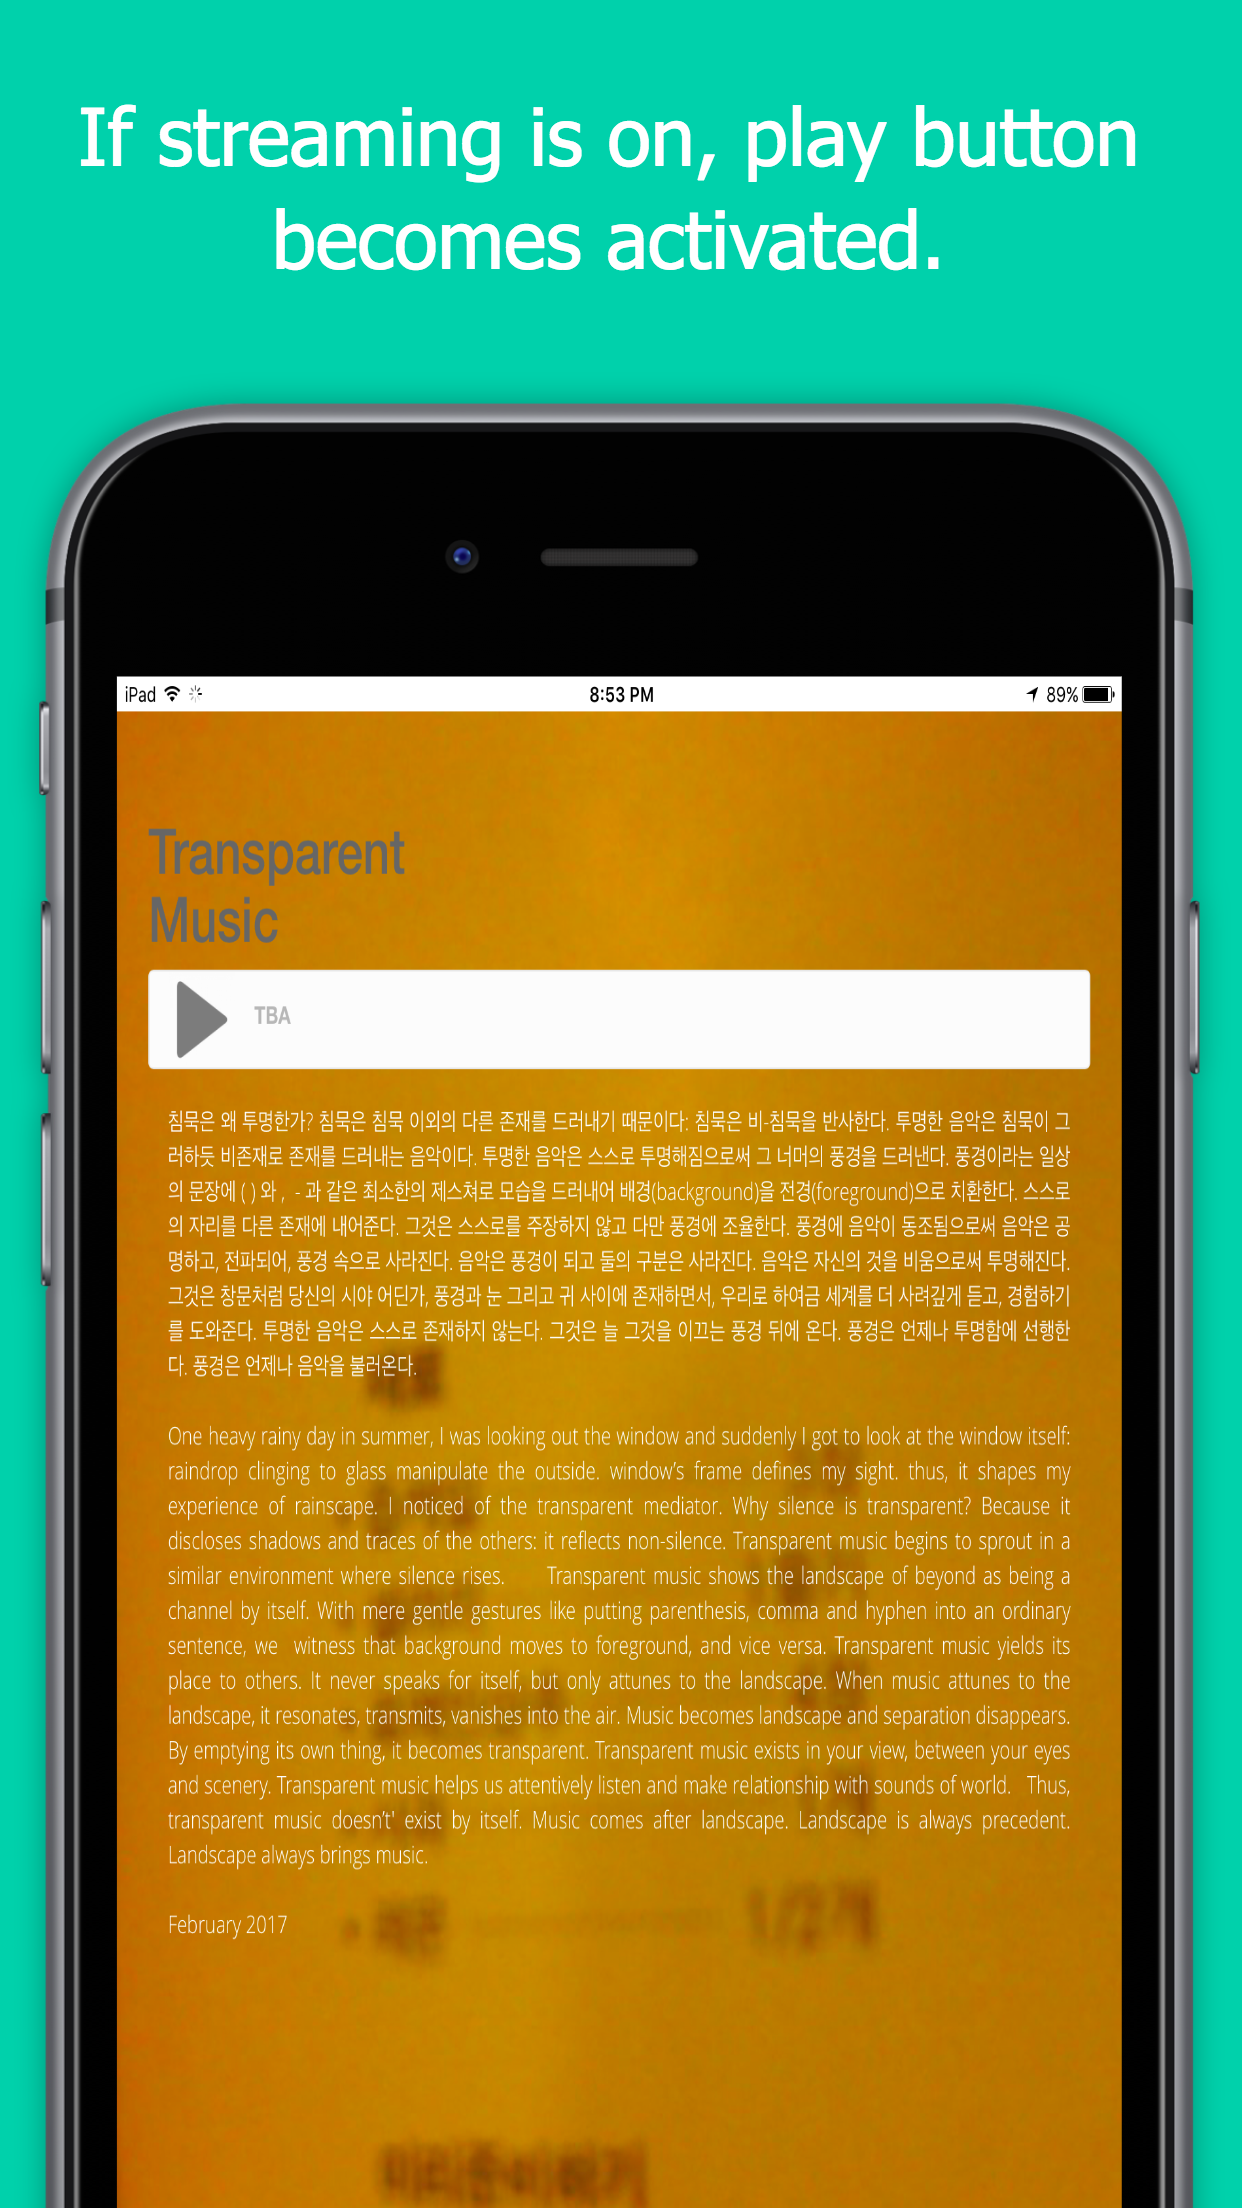 If streaming is on, play button
becomes activated.
iPad
8:53 PM
89%
Transparent
Music
TBA
침묵은 왜 투명한가? 침묵은 침묵 이외의 다른 존재를 드러내기 때문이다: 침묵은 비-침묵을 반사한다. 투명한 음악은 침묵이 그
러하듯 비존재로 존재를 드러내는 음악이다. 투명한 음악은 스스로 투명해짐으로써 그 너머의 풍경을 드러낸다. 풍경이라는 일상
의 문장에 ( ) 와 , - 과 같은 최소한의 제스쳐로 모습을 드러내어 배경(background)을 전경(foreground)으로 치환한다. 스스로
의 자리를 다른 존재에 내어준다. 그것은 스스로를 주장하지 않고 다만 풍경에 조율한다. 풍경에 음악이 동조됨으로써 음악은 공
명하고, 전파되어, 풍경 속으로 사라진다. 음악은 풍경이 되고 둘의 구분은 사라진다. 음악은 자신의 것을 비움으로써 투명해진다.
그것은 창문처럼 당신의 시야 어딘가, 풍경과 눈 그리고 귀 사이에 존재하면서, 우리로 하여금 세계를 더 사려깊게 듣고, 경험하기
를 도와준다. 투명한 음악은 스스로 존재하지 않는다. 그것은 늘 그것을 이끄는 풍경 뒤에 온다. 풍경은 언제나 투명함에 선행한
다. 풍경은 언제나 음악을 불러온다.
One heavy rainy day in summer, I was looking out the window and suddenly I got to look at the window itself:
raindrop clinging to glass manipulate the outside. window’s frame defines my sight. thus, it shapes my
experience of rainscape. I noticed of the transparent mediator. Why silence is transparent? Because it
discloses shadows and traces of the others: it reflects non-silence. Transparent music begins to sprout in a
similar environment where silence rises. Transparent music shows the landscape of beyond as being a
channel by itself. With mere gentle gestures like putting parenthesis, comma and hyphen into an ordinary
sentence, we witness that background moves to foreground, and vice versa. Transparent music yields its
place to others. It never speaks for itself, but only attunes to the landscape. When music attunes to the
landscape, it resonates, transmits, vanishes into the air. Music becomes landscape and separation disappears.
By emptying its own thing, it becomes transparent. Transparent music exists in your view, between your eyes
and scenery. Transparent music helps us attentively listen and make relationship with sounds of world. Thus,
transparent music doesn’t' exist by itself. Music comes after landscape. Landscape is always precedent.
Landscape always brings music.
February 2017
레몬 1/2개
미리준비하기